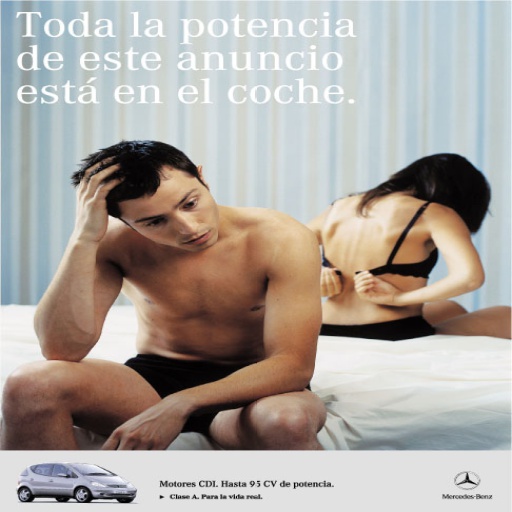 Toda la potencia
de este anuncio
está en el coche.
Motores CDI. Hasta 95 CV de potencia.
► Clase A. Para la vida real.
Mercedes-Benz